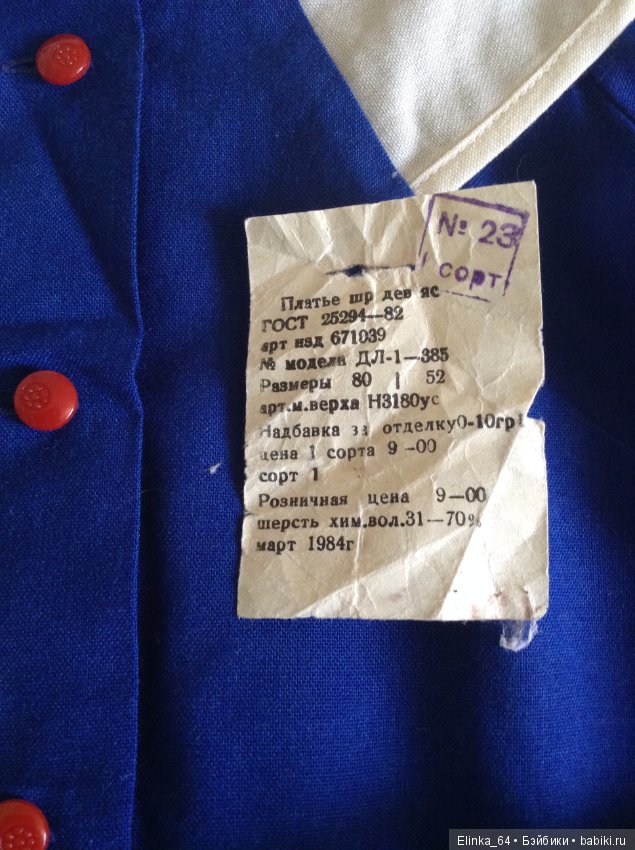 № 23
сорт
Платье шр дев яс
ГОСТ 25294—82
арт изд 671039
№ модели ДЛ-1—385
Размеры 80 | 52
арт.м.верха Н3180ус
Надбавка за отделку0-10гр
цена 1 сорта 9 -00
сорт 1
Розничная цена 9—00
шерсть хим.вол.31—70%
март 1984г
Elinka_64 • Бэйбики • babiki.ru